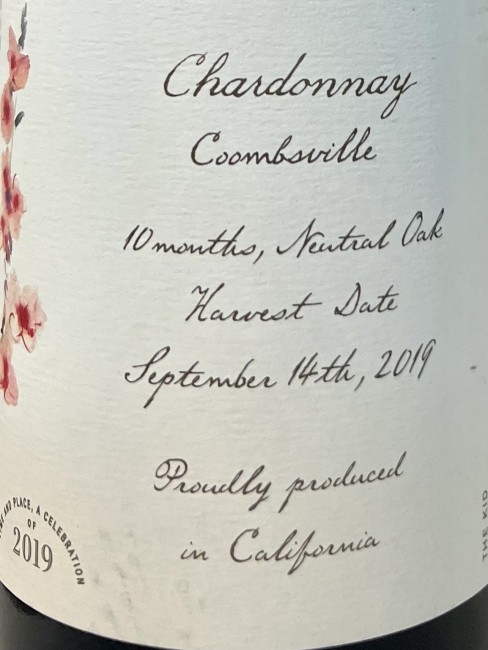 Chardonnay
Coombsville
10 months, Neutral Oak
Harvest Date
September 14th, 2019
Proudly produced
in California
AND PLACE, A CELEBRATION
OF
2019
THE KID